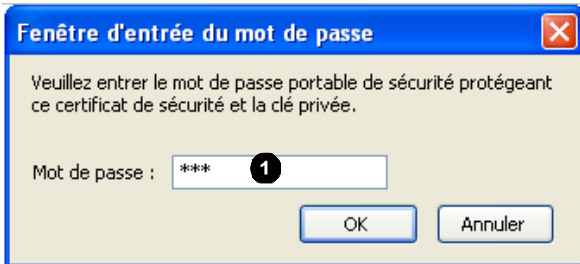 Fenêtre d'entrée du mot de passe
Veuillez entrer le mot de passe portable de sécurité protégeant
ce certificat de sécurité et la clé privée.
Mot de passe : *** 1
OK Annuler